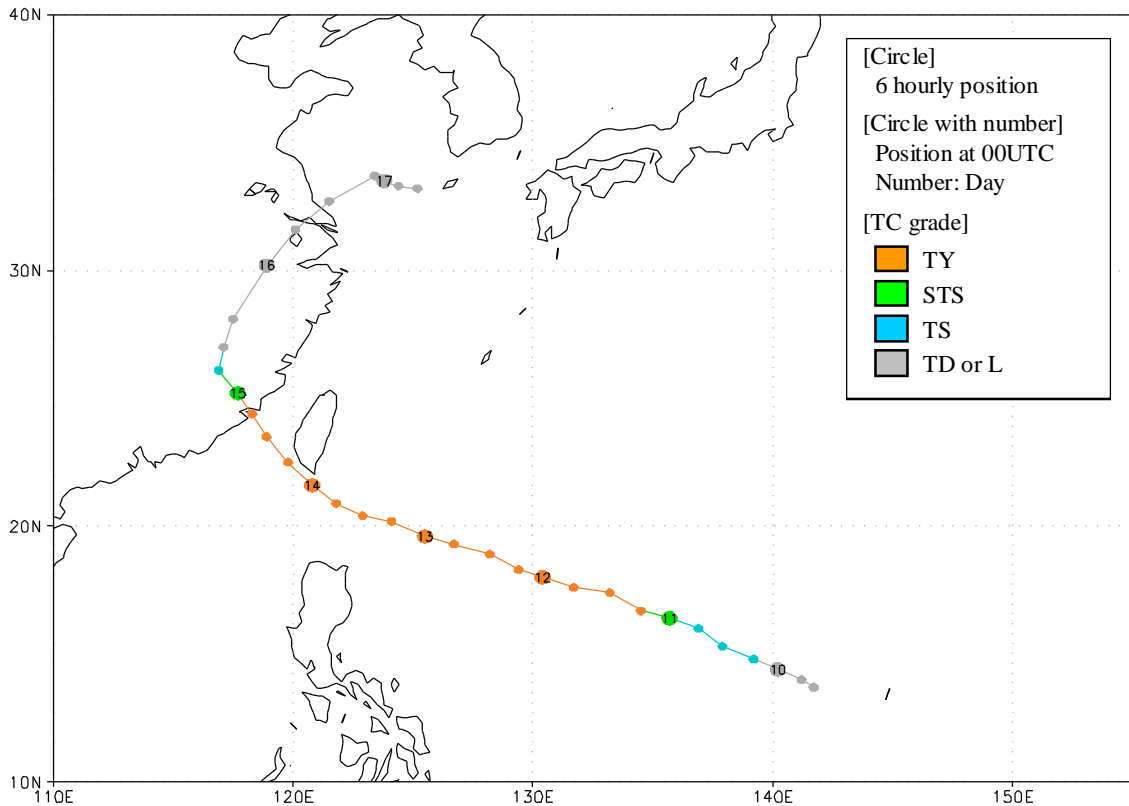 40N
30N
20N
10N
110E
120E
130E
140E
150E
[Circle]
6 hourly position
[Circle with number]
Position at 00UTC
Number: Day
[TC grade]
TY
STS
TS
TD or L
17
16
15
14
13
12
11
10